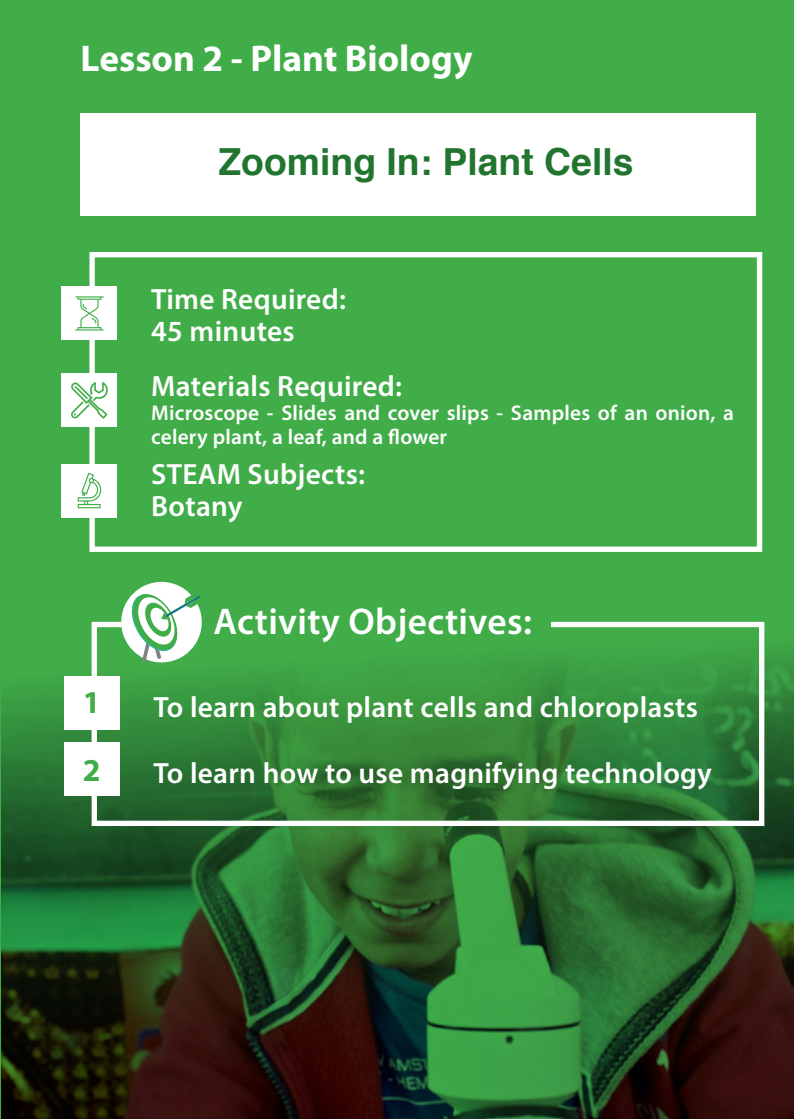 Lesson 2 - Plant Biology
Zooming In: Plant Cells
Time Required:
45 minutes
Materials Required:
Microscope - Slides and cover slips - Samples of an onion, a
celery plant, a leaf, and a flower
STEAM Subjects:
Botany
Activity Objectives:
1 To learn about plant cells and chloroplasts
2 To learn how to use magnifying technology